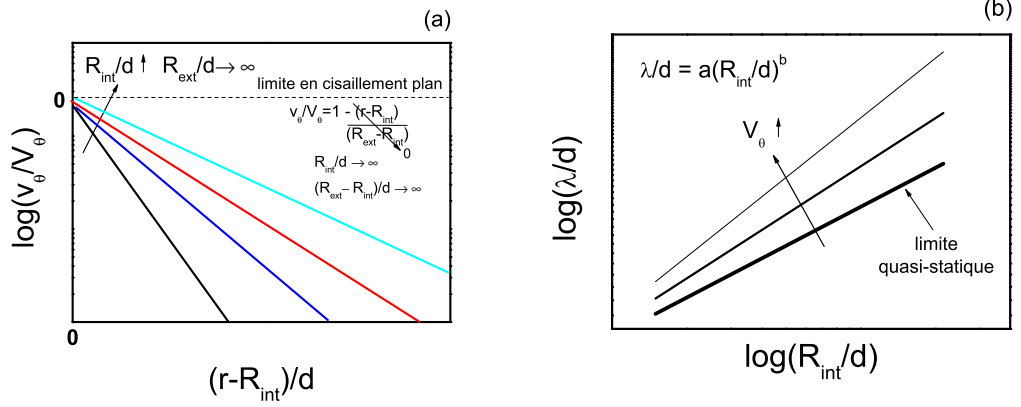 (a)
R_int/d ↑ R_ext/d → ∞
limite en cisaillement plan
0
v_θ/V_θ=1 - (r-R_int)
(R_ext-R_int)
0
R_int/d → ∞
(R_ext – R_int)/d → ∞
log(v_θ/V_θ)
0
(r-R_int)/d
(b)
λ/d = a(R_int/d)^b
V_θ ↑
log(λ/d)
limite
quasi-statique
log(R_int/d)